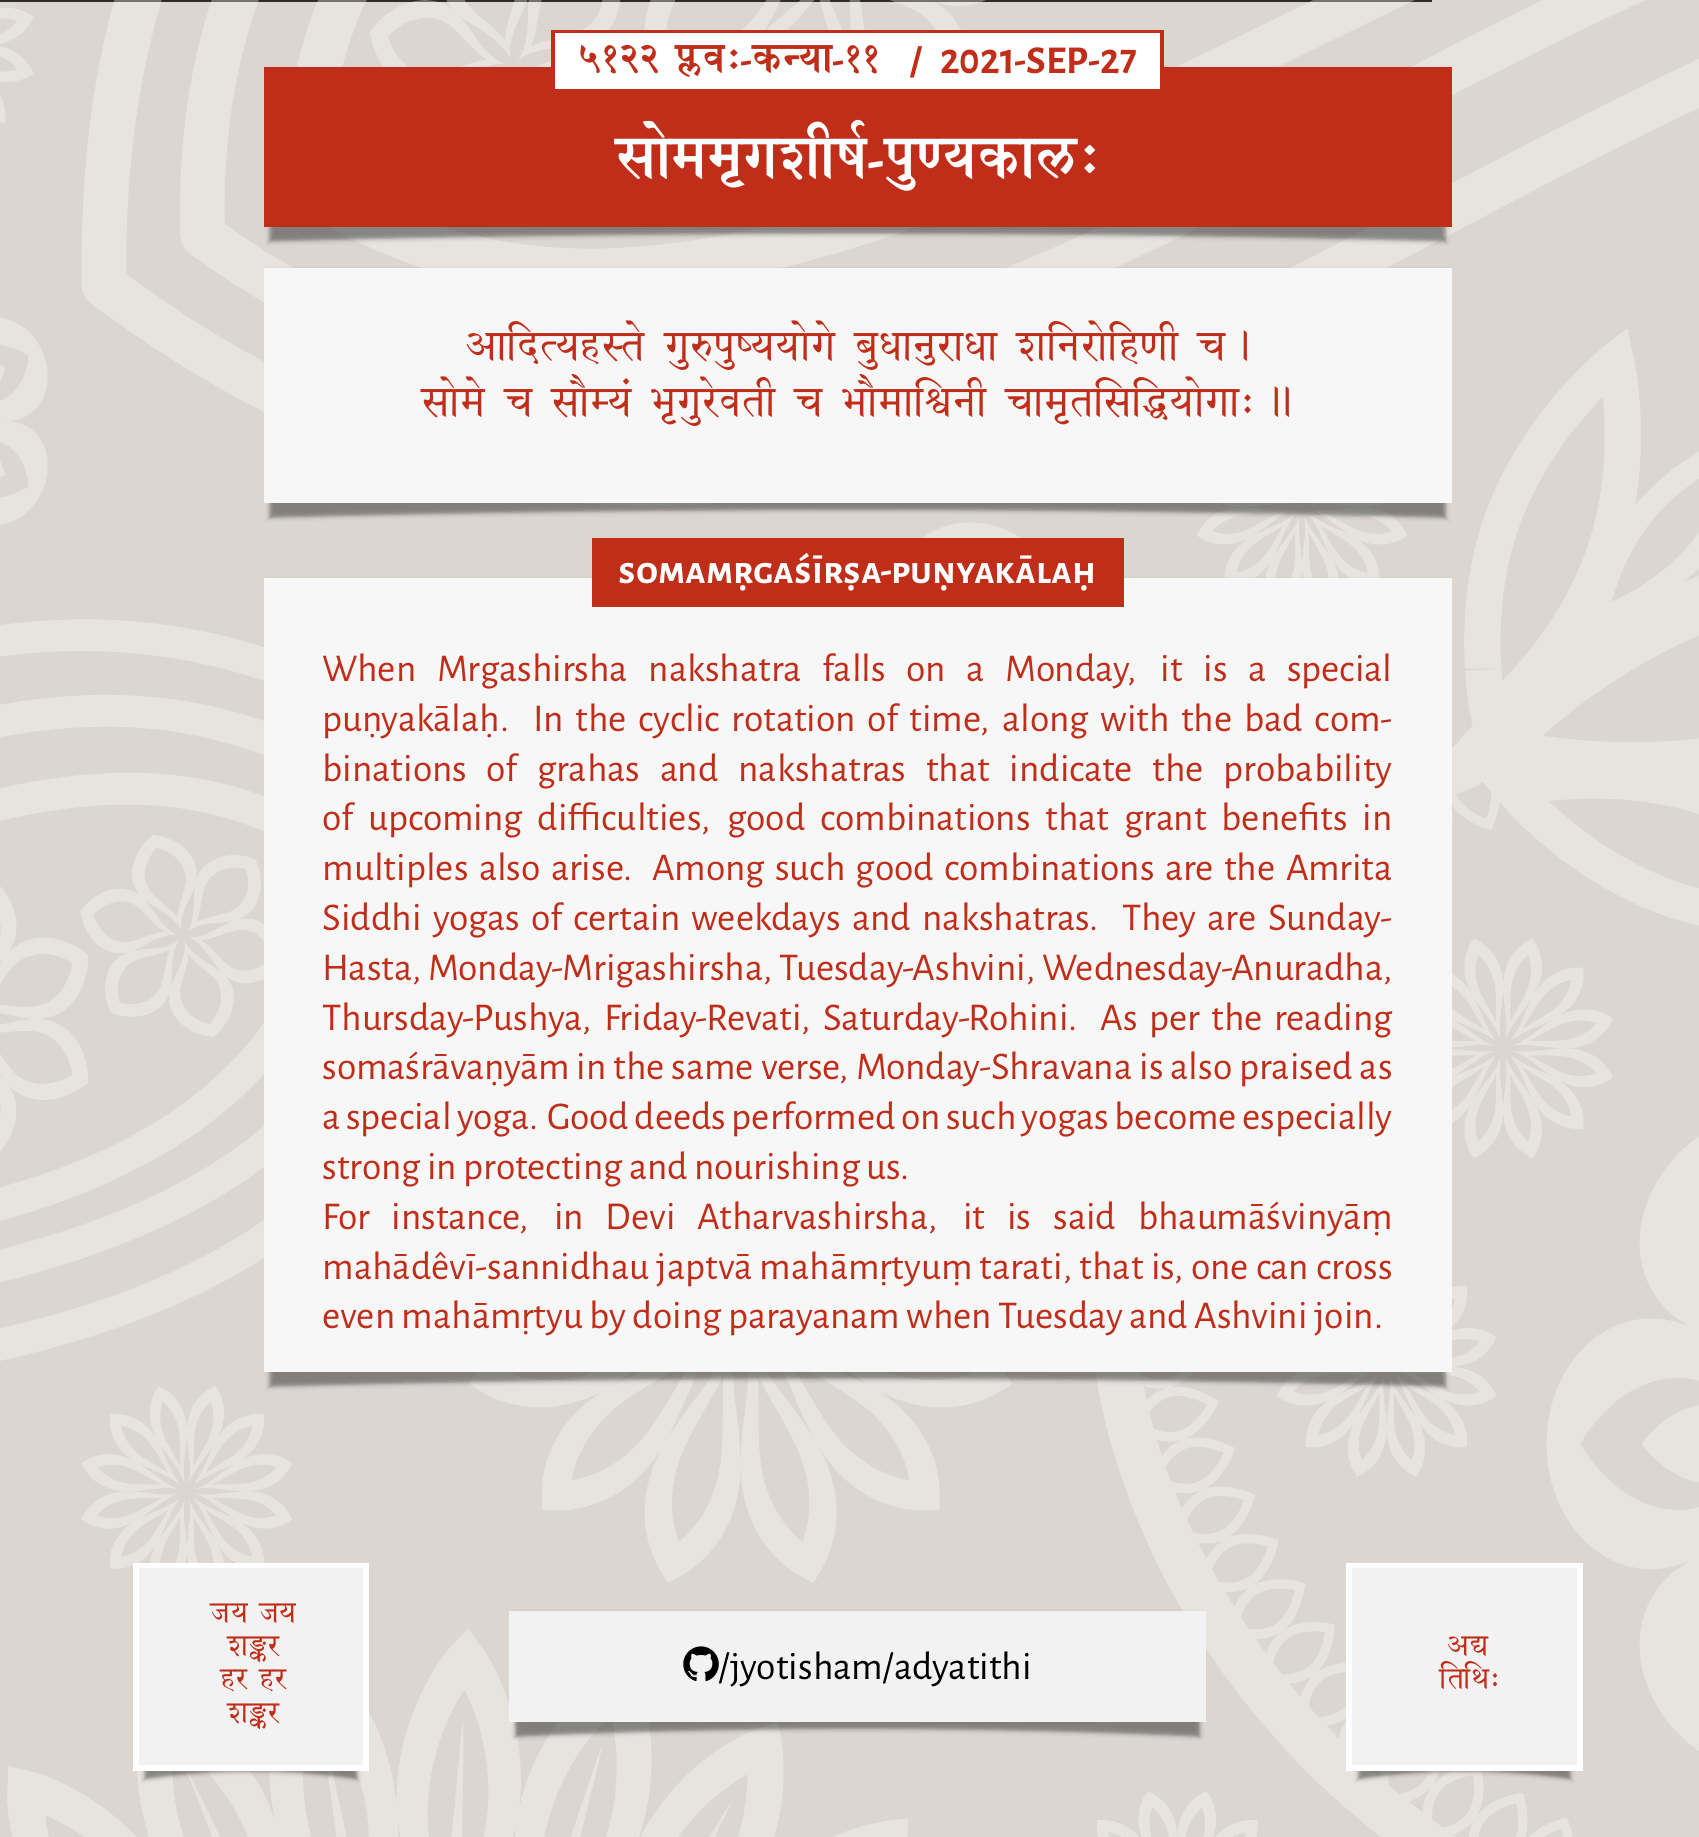 ५१२२ प्लवः-कन्या-११ / 2021-SEP-27
सोममृगशीर्ष-पुण्यकालः
आदित्यहस्ते गुरुपुष्ययोगे बुधानुराधा शनिरोहिणी च।
सोमे च सौम्यं भृगुरेवती च भौमाश्विनी चामृतसिद्धियोगाः॥
SOMAMṚGAŚĪRṢA-PUṆYAKĀLAḤ
When Mrgashirsha nakshatra falls on a Monday, it is a special
puṇyakālaḥ. In the cyclic rotation of time, along with the bad com-
binations of grahas and nakshatras that indicate the probability
of upcoming difficulties, good combinations that grant benefits in
multiples also arise. Among such good combinations are the Amrita
Siddhi yogas of certain weekdays and nakshatras. They are Sunday-
Hasta, Monday-Mrigashirsha, Tuesday-Ashvini, Wednesday-Anuradha,
Thursday-Pushya, Friday-Revati, Saturday-Rohini. As per the reading
somaśrāvaṇyām in the same verse, Monday-Shravana is also praised as
a special yoga. Good deeds performed on such yogas become especially
strong in protecting and nourishing us.
For instance, in Devi Atharvashirsha, it is said bhaumāśvinyāṃ
mahādêvī-sannidhau japtvā mahāmṛtyuṃ tarati, that is, one can cross
even mahāmṛtyu by doing parayanam when Tuesday and Ashvini join.
जय जय
शङ्कर
हर हर
शङ्कर
/jyotisham/adyatithi
अद्य
तिथिः